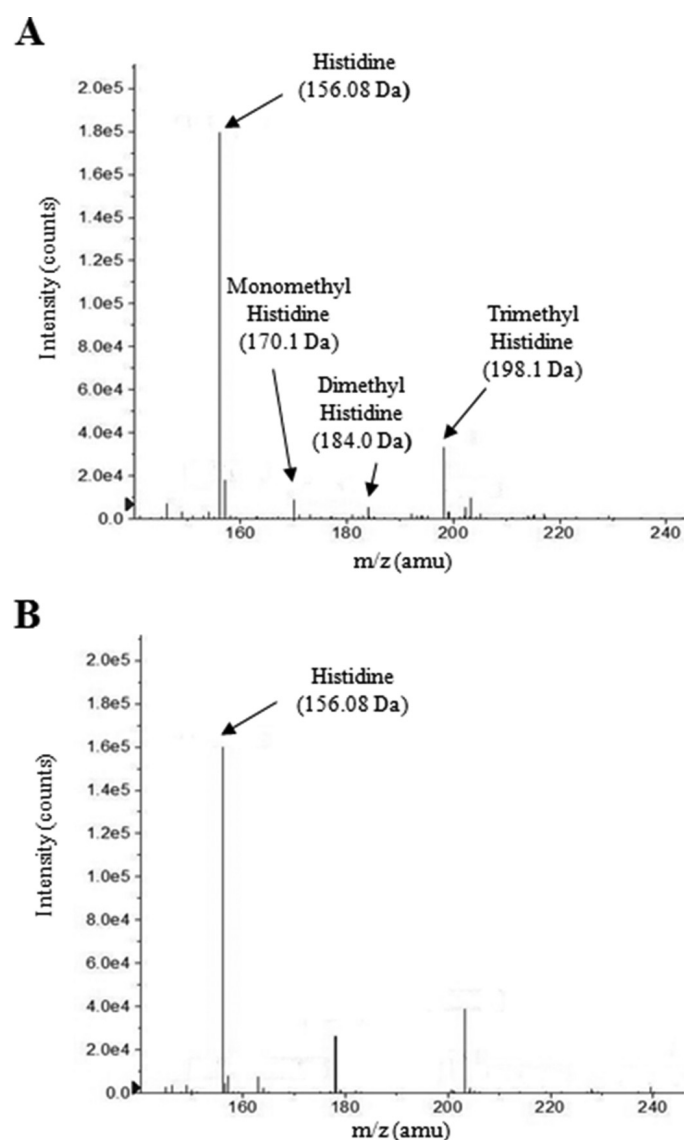 A
Histidine
(156.08 Da)
2.0e5
1.8e5
1.6e5
1.4e5
1.2e5
1.0e5
8.0e4
6.0e4
4.0e4
2.0e4
0.0
Intensity (counts)
Monomethyl
Histidine
(170.1 Da)
Dimethyl
Histidine
(184.0 Da)
Trimethyl
Histidine
(198.1 Da)
160 180 200 220 240
m/z (amu)
B
Histidine
(156.08 Da)
2.0e5
1.8e5
1.6e5
1.4e5
1.2e5
1.0e5
8.0e4
6.0e4
4.0e4
2.0e4
0.0
Intensity (counts)
160 180 200 220 240
m/z (amu)